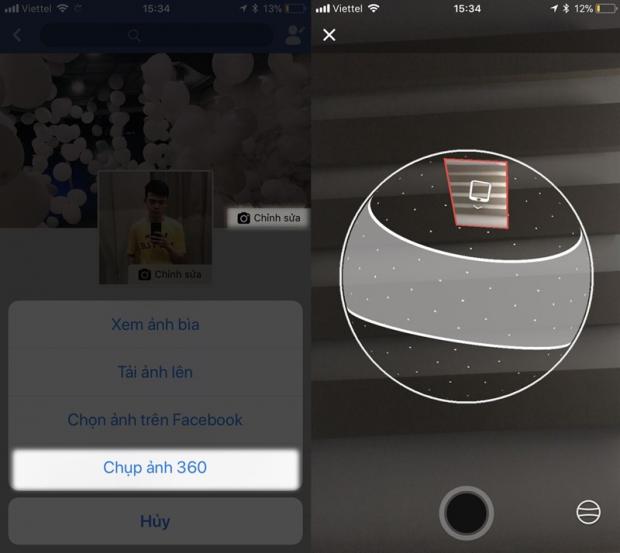 Viettel 15:34 13%
Chỉnh sửa
Chỉnh sửa
Xem ảnh bìa
Tải ảnh lên
Chọn ảnh trên Facebook
Chụp ảnh 360
Hủy
Viettel 15:34 12%